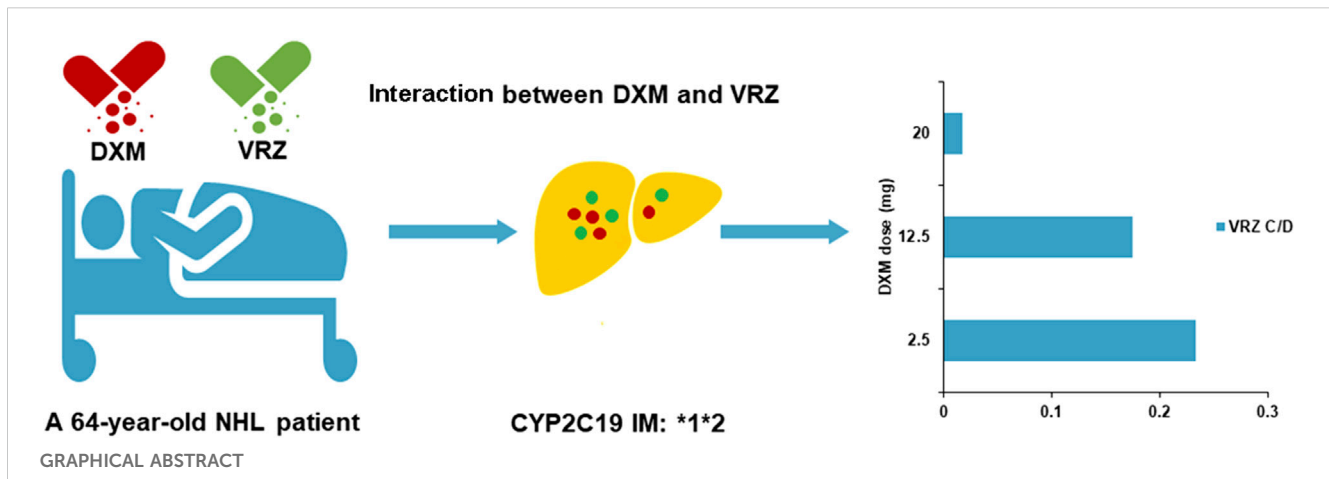 DXM
VRZ
Interaction between DXM and VRZ
A 64-year-old NHL patient
CYP2C19 IM: *1*2
DXM dose (mg)
20
12.5
2.5
0
0.1
0.2
0.3
VRZ C/D
GRAPHICAL ABSTRACT